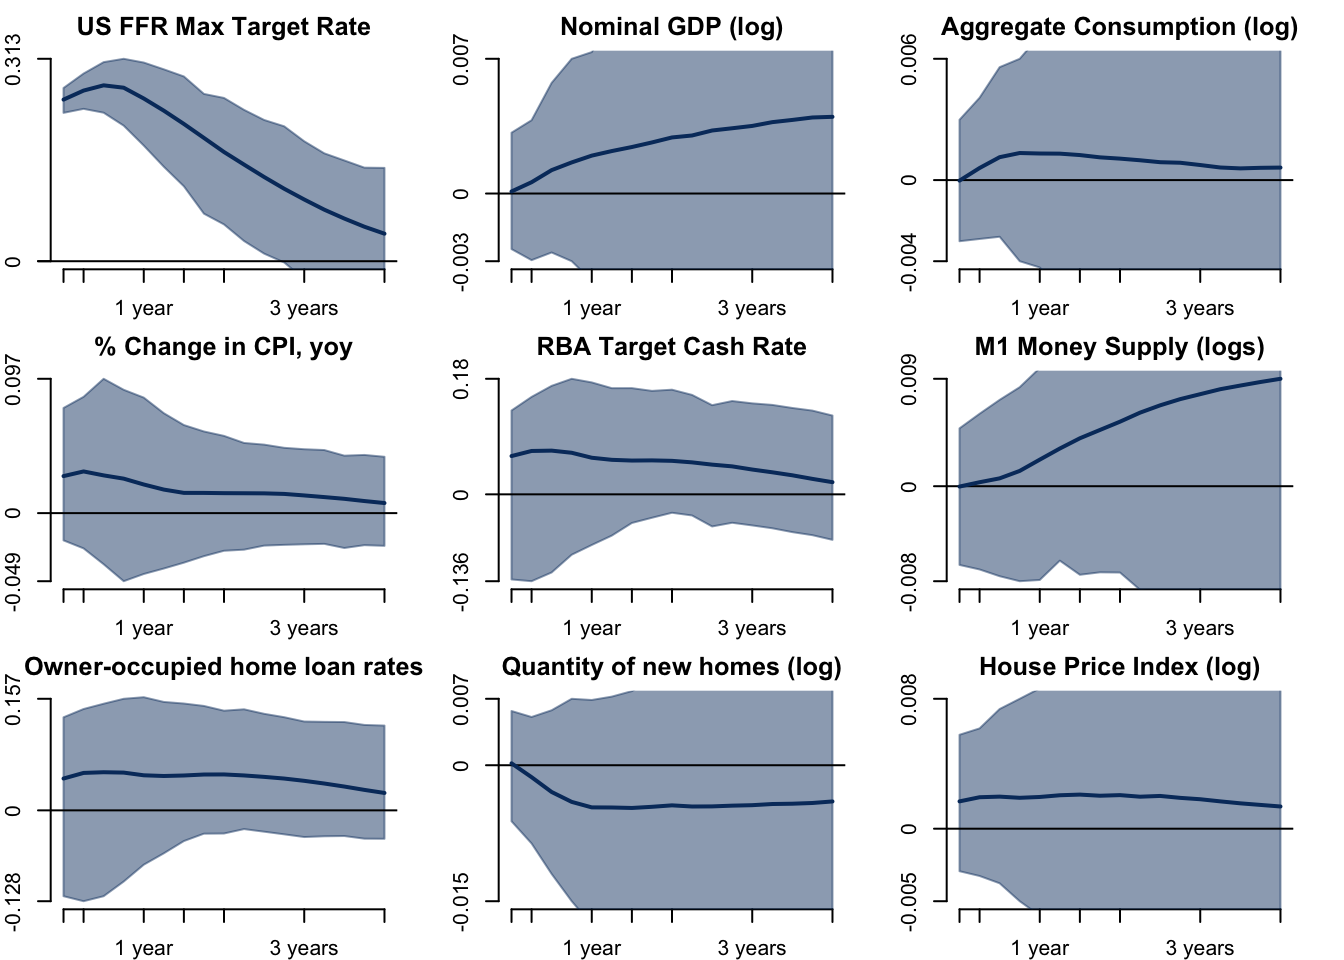 US FFR Max Target Rate
0.313
0
1 year
3 years
Nominal GDP (log)
0.007
0
-0.003
1 year
3 years
Aggregate Consumption (log)
0.006
0
-0.004
1 year
3 years
% Change in CPI, yoy
0.097
0
-0.049
1 year
3 years
RBA Target Cash Rate
0.18
0
-0.136
1 year
3 years
M1 Money Supply (logs)
0.009
0
-0.008
1 year
3 years
Owner-occupied home loan rates
0.157
0
-0.128
1 year
3 years
Quantity of new homes (log)
0.007
0
-0.015
1 year
3 years
House Price Index (log)
0.008
0
-0.005
1 year
3 years